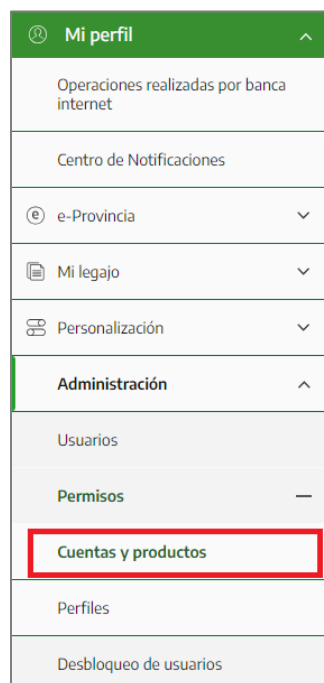 Mi perfil
Operaciones realizadas por banca
internet
Centro de Notificaciones
e e-Provincia
Mi legajo
Personalización
Administración
Usuarios
Permisos
Cuentas y productos
Perfiles
Desbloqueo de usuarios